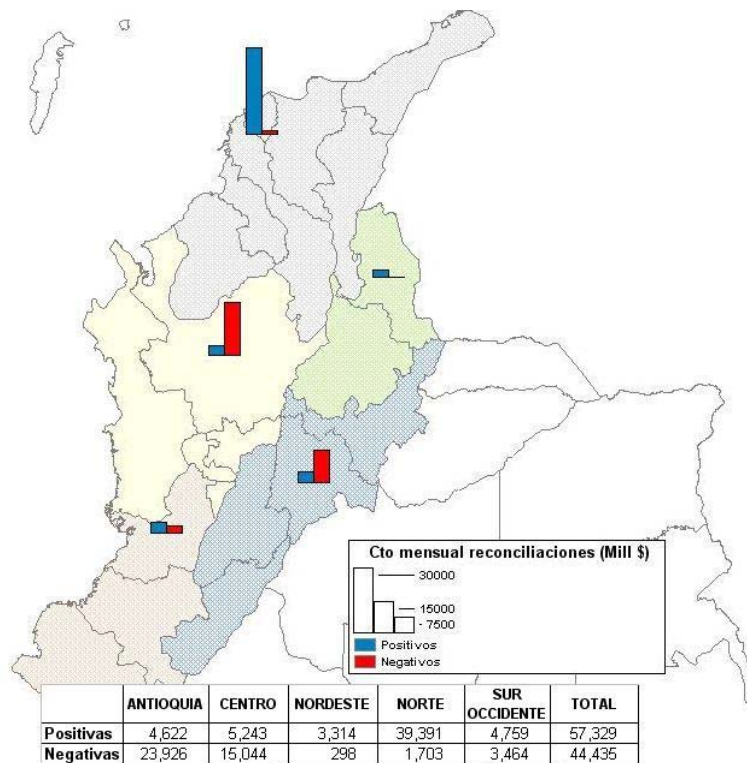 Cto mensual reconciliaciones (Mill $)
30000
15000
- 7500
Positivos
Negativos
ANTIOQUIA CENTRO NORDESTE NORTE SUR OCCIDENTE TOTAL
Positivas 4,622 5,243 3,314 39,391 4,759 57,329
Negativas 23,926 15,044 298 1,703 3,464 44,435